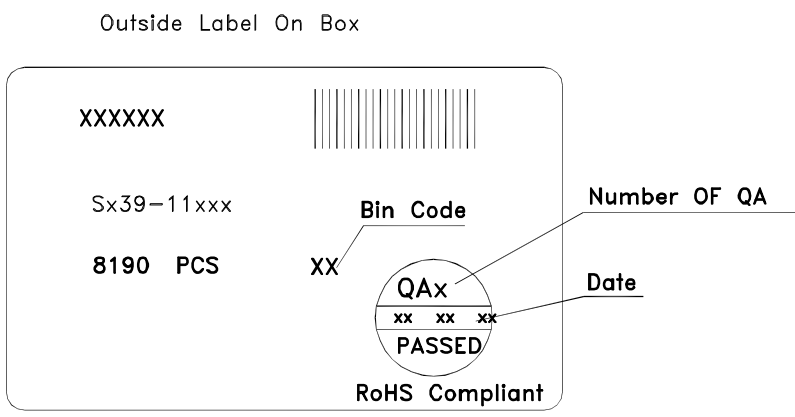 Outside Label On Box
XXXXXX
Sx39-11xxx
Bin Code
Number OF QA
8190 PCS
XX
QAx
Date
xx xx xx
PASSED
RoHS Compliant